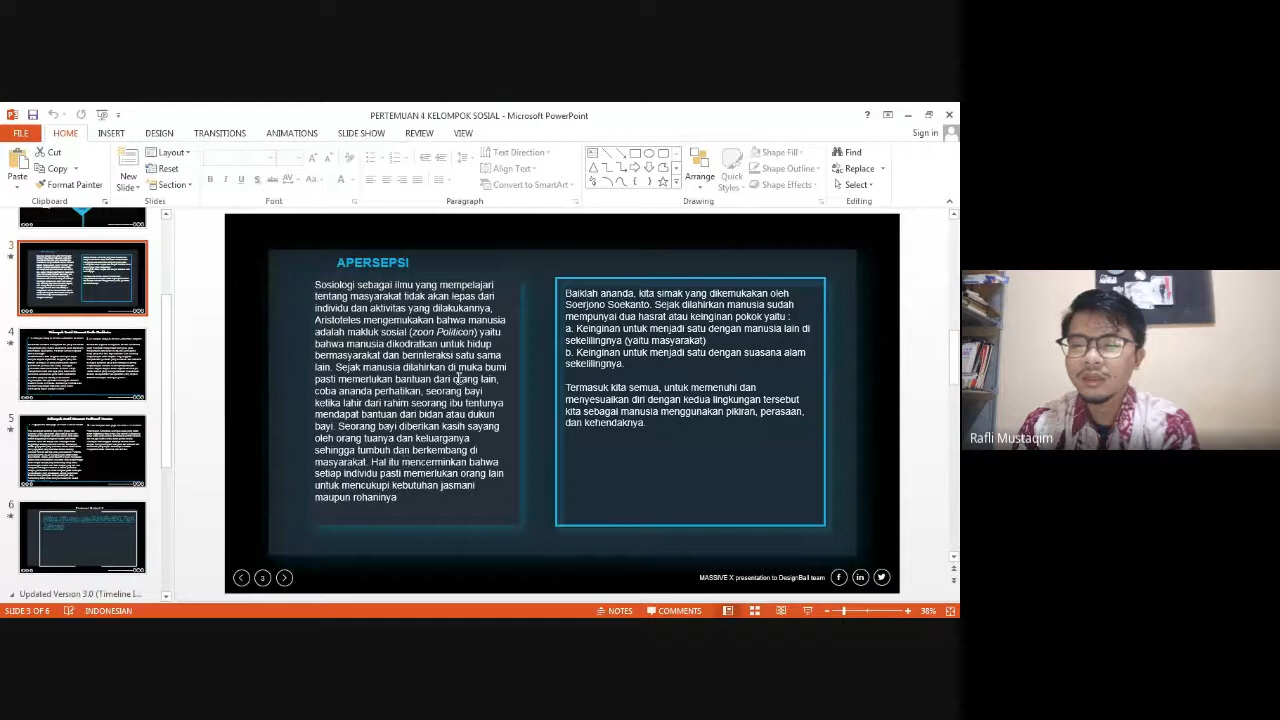 PERTEMUAN 4 KELOMPOK SOSIAL - Microsoft PowerPoint
FILE HOME INSERT DESIGN TRANSITIONS ANIMATIONS SLIDE SHOW REVIEW VIEW Sign in
Paste
Cut
Copy
Format Painter
Clipboard
New
Slide
Layout
Reset
Section
Slides
Font
Text Direction
Align Text
Convert to SmartArt
Paragraph
Arrange
Quick
Styles
Shape Fill
Shape Outline
Shape Effects
Drawing
Find
Replace
Select
Editing
3
4
5
6
Updated Version 3.0 (Timeline I...
APERSEPSI
Sosiologi sebagai ilmu yang mempelajari
tentang masyarakat tidak akan lepas dari
individu dan aktivitas yang dilakukannya,
Aristoteles mengemukakan bahwa manusia
adalah makluk sosial (zoon Politicon) yaitu
bahwa manusia dikodratkan untuk hidup
bermasyarakat dan berinteraksi satu sama
lain. Sejak manusia dilahirkan di muka bumi
pasti memerlukan bantuan dari orang lain,
coba ananda perhatikan, seorang bayi
ketika lahir dari rahim seorang ibu tentunya
mendapat bantuan dari bidan atau dukun
bayi. Seorang bayi diberikan kasih sayang
oleh orang tuanya dan keluarganya
sehingga tumbuh dan berkembang di
masyarakat. Hal itu mencerminkan bahwa
setiap individu pasti memerlukan orang lain
untuk mencukupi kebutuhan jasmani
maupun rohaninya
Baiklah ananda, kita simak yang dikemukakan oleh
Soerjono Soekanto. Sejak dilahirkan manusia sudah
mempunyai dua hasrat atau keinginan pokok yaitu :
a. Keinginan untuk menjadi satu dengan manusia lain di
sekelilingnya (yaitu masyarakat)
b. Keinginan untuk menjadi satu dengan suasana alam
sekelilingnya.
Termasuk kita semua, untuk memenuhi dan
menyesuaikan diri dengan kedua lingkungan tersebut
kita sebagai manusia menggunakan pikiran, perasaan,
dan kehendaknya.
3
MASSIVE X presentation to DesignBall team
Rafli Mustaqim
SLIDE 3 OF 6 INDONESIAN NOTES COMMENTS 38%